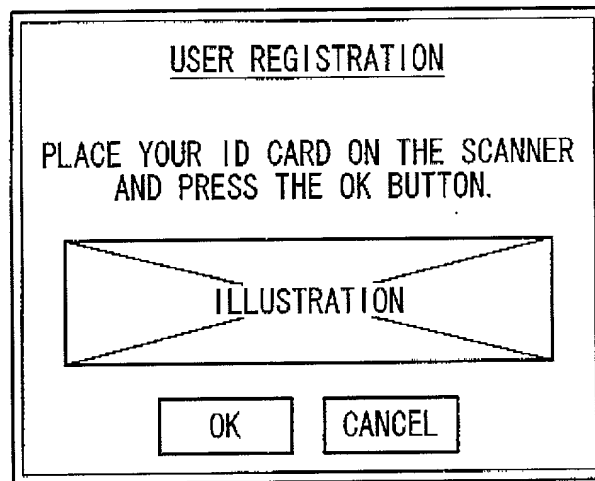 USER REGISTRATION
PLACE YOUR ID CARD ON THE SCANNER
AND PRESS THE OK BUTTON.
ILLUSTRATION
OK
CANCEL